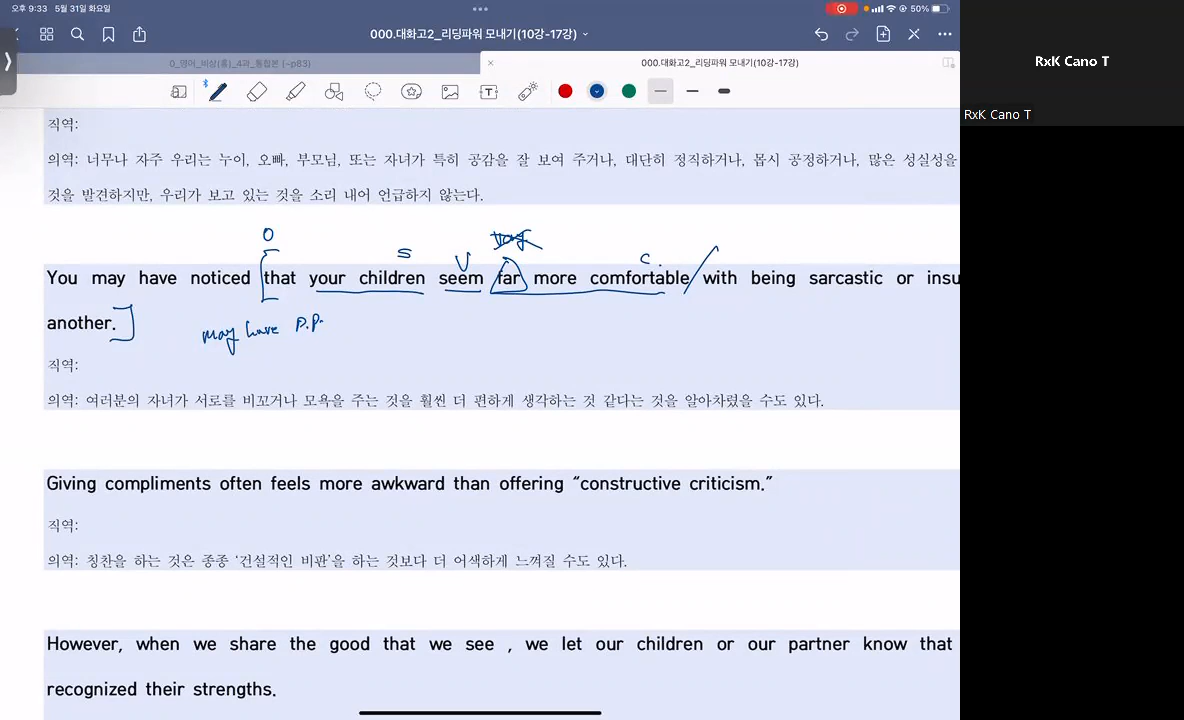 오후 9:33 5월 31일 화요일
50%
000.대화고2_리딩파워 모내기(10강-17강)
0_영어_비상(홍)_4과_통합본 (~p83)
000.대화고2_리딩파워 모내기(10강-17강)
RxK Cano T
RxK Cano T
직역:
의역: 너무나 자주 우리는 누이, 오빠, 부모님, 또는 자녀가 특히 공감을 잘 보여 주거나, 대단히 정직하거나, 몹시 공정하거나, 많은 성실성을
것을 발견하지만, 우리가 보고 있는 것을 소리 내어 언급하지 않는다.
O S V C
You may have noticed that your children seem far more comfortable with being sarcastic or insu
another.
may have p.p.
직역:
의역: 여러분의 자녀가 서로를 비꼬거나 모욕을 주는 것을 훨씬 더 편하게 생각하는 것 같다는 것을 알아차렸을 수도 있다.
Giving compliments often feels more awkward than offering “constructive criticism.”
직역:
의역: 칭찬을 하는 것은 종종 ‘건설적인 비판’을 하는 것보다 더 어색하게 느껴질 수도 있다.
However, when we share the good that we see , we let our children or our partner know that
recognized their strengths.